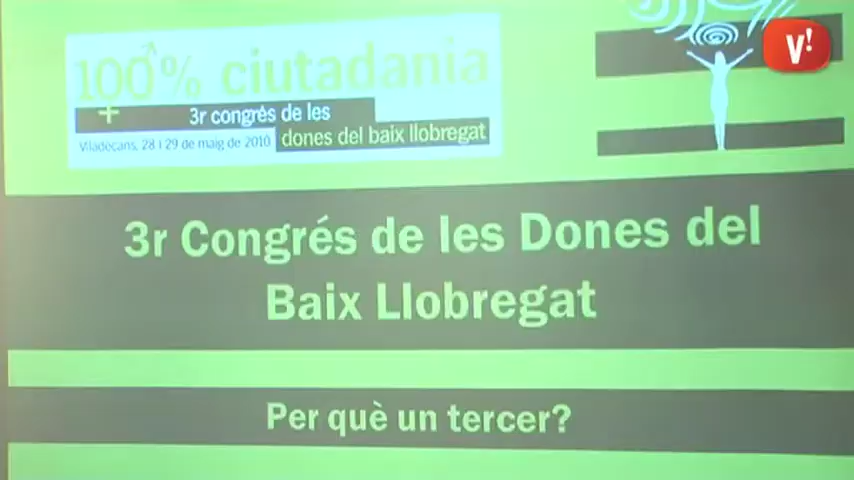 100% ciutadania
3r congrés de les
dones del baix llobregat
Viladecans, 28 i 29 de maig de 2010
V!
3r Congrés de les Dones del
Baix Llobregat
Per què un tercer?